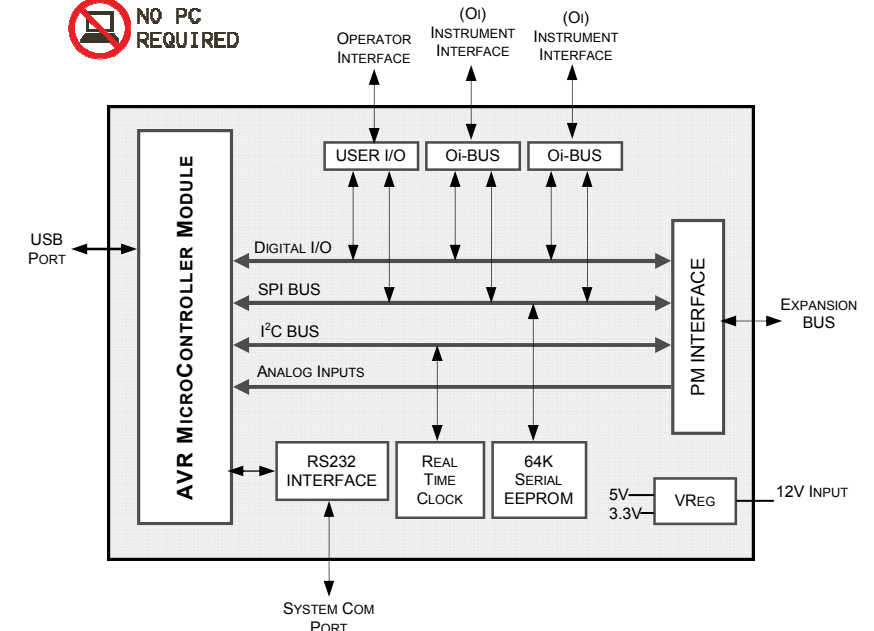 NO PC
REQUIRED
OPERATOR
INTERFACE
(OI)
INSTRUMENT
INTERFACE
(OI)
INSTRUMENT
INTERFACE
USER I/O
Oi-BUS
Oi-BUS
AVR MICROCONTROLLER MODULE
USB
PORT
DIGITAL I/O
SPI BUS
I²C BUS
ANALOG INPUTS
PM INTERFACE
EXPANSION
BUS
RS232
INTERFACE
REAL
TIME
CLOCK
64K
SERIAL
EEPROM
5V
3.3V
VREG
12V INPUT
SYSTEM COM
PORT